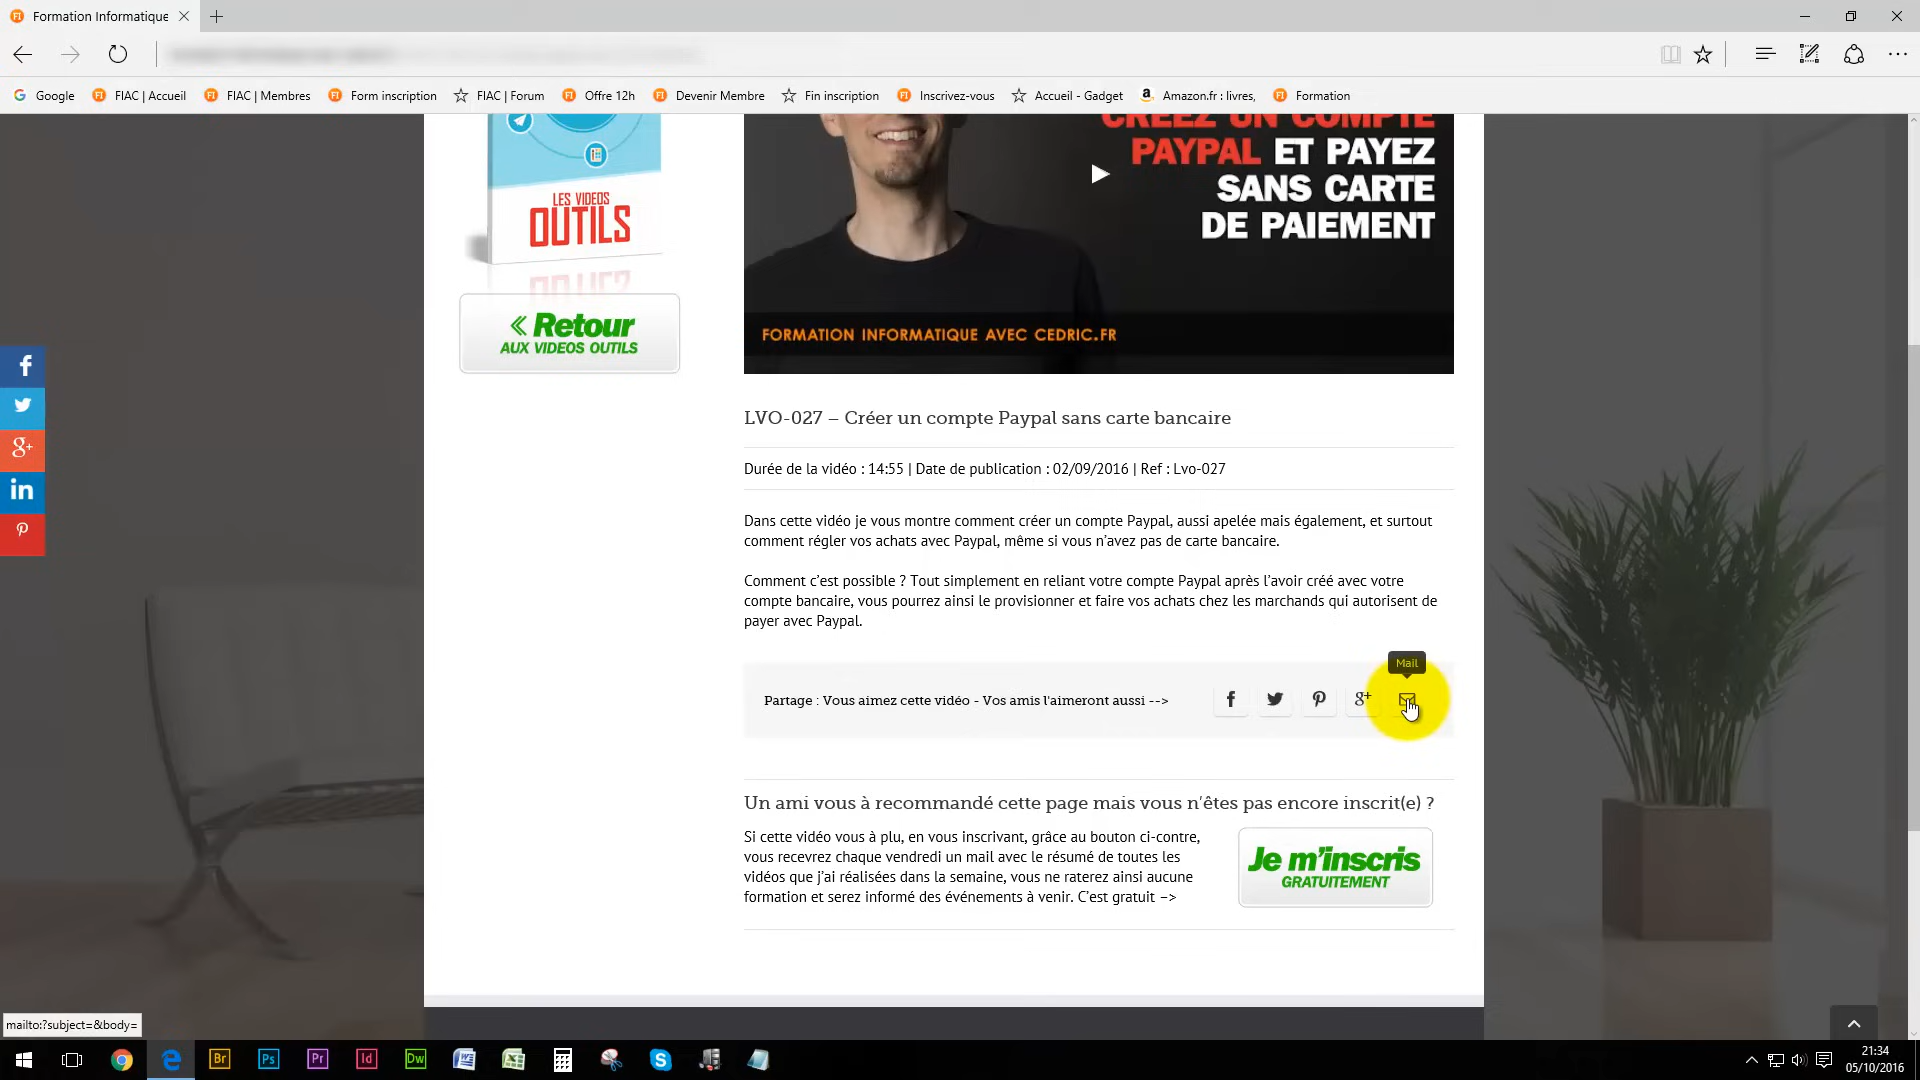 Formation Informatique
Google
FIAC | Accueil
FIAC | Membres
Form inscription
FIAC | Forum
Offre 12h
Devenir Membre
Fin inscription
Inscrivez-vous
Accueil - Gadget
Amazon.fr : livres,
Formation
LES VIDEOS
OUTILS
« Retour
AUX VIDEOS OUTILS
CRÉEZ UN COMPTE
PAYPAL ET PAYEZ
SANS CARTE
DE PAIEMENT
FORMATION INFORMATIQUE AVEC CEDRIC.FR
LVO-027 – Créer un compte Paypal sans carte bancaire
Durée de la vidéo : 14:55 | Date de publication : 02/09/2016 | Ref : Lvo-027
Dans cette vidéo je vous montre comment créer un compte Paypal, aussi apelée mais également, et surtout
comment régler vos achats avec Paypal, même si vous n'avez pas de carte bancaire.
Comment c'est possible ? Tout simplement en reliant votre compte Paypal après l'avoir créé avec votre
compte bancaire, vous pourrez ainsi le provisionner et faire vos achats chez les marchands qui autorisent de
payer avec Paypal.
Mail
Partage : Vous aimez cette vidéo - Vos amis l'aimeront aussi -->
Un ami vous à recommandé cette page mais vous n'êtes pas encore inscrit(e) ?
Si cette vidéo vous à plu, en vous inscrivant, grâce au bouton ci-contre,
vous recevrez chaque vendredi un mail avec le résumé de toutes les
vidéos que j'ai réalisées dans la semaine, vous ne raterez ainsi aucune
formation et serez informé des événements à venir. C'est gratuit –>
Je m'inscris
GRATUITEMENT
mailto:?subject=&body=
Br
Ps
Pr
Id
Dw
21:34
05/10/2016